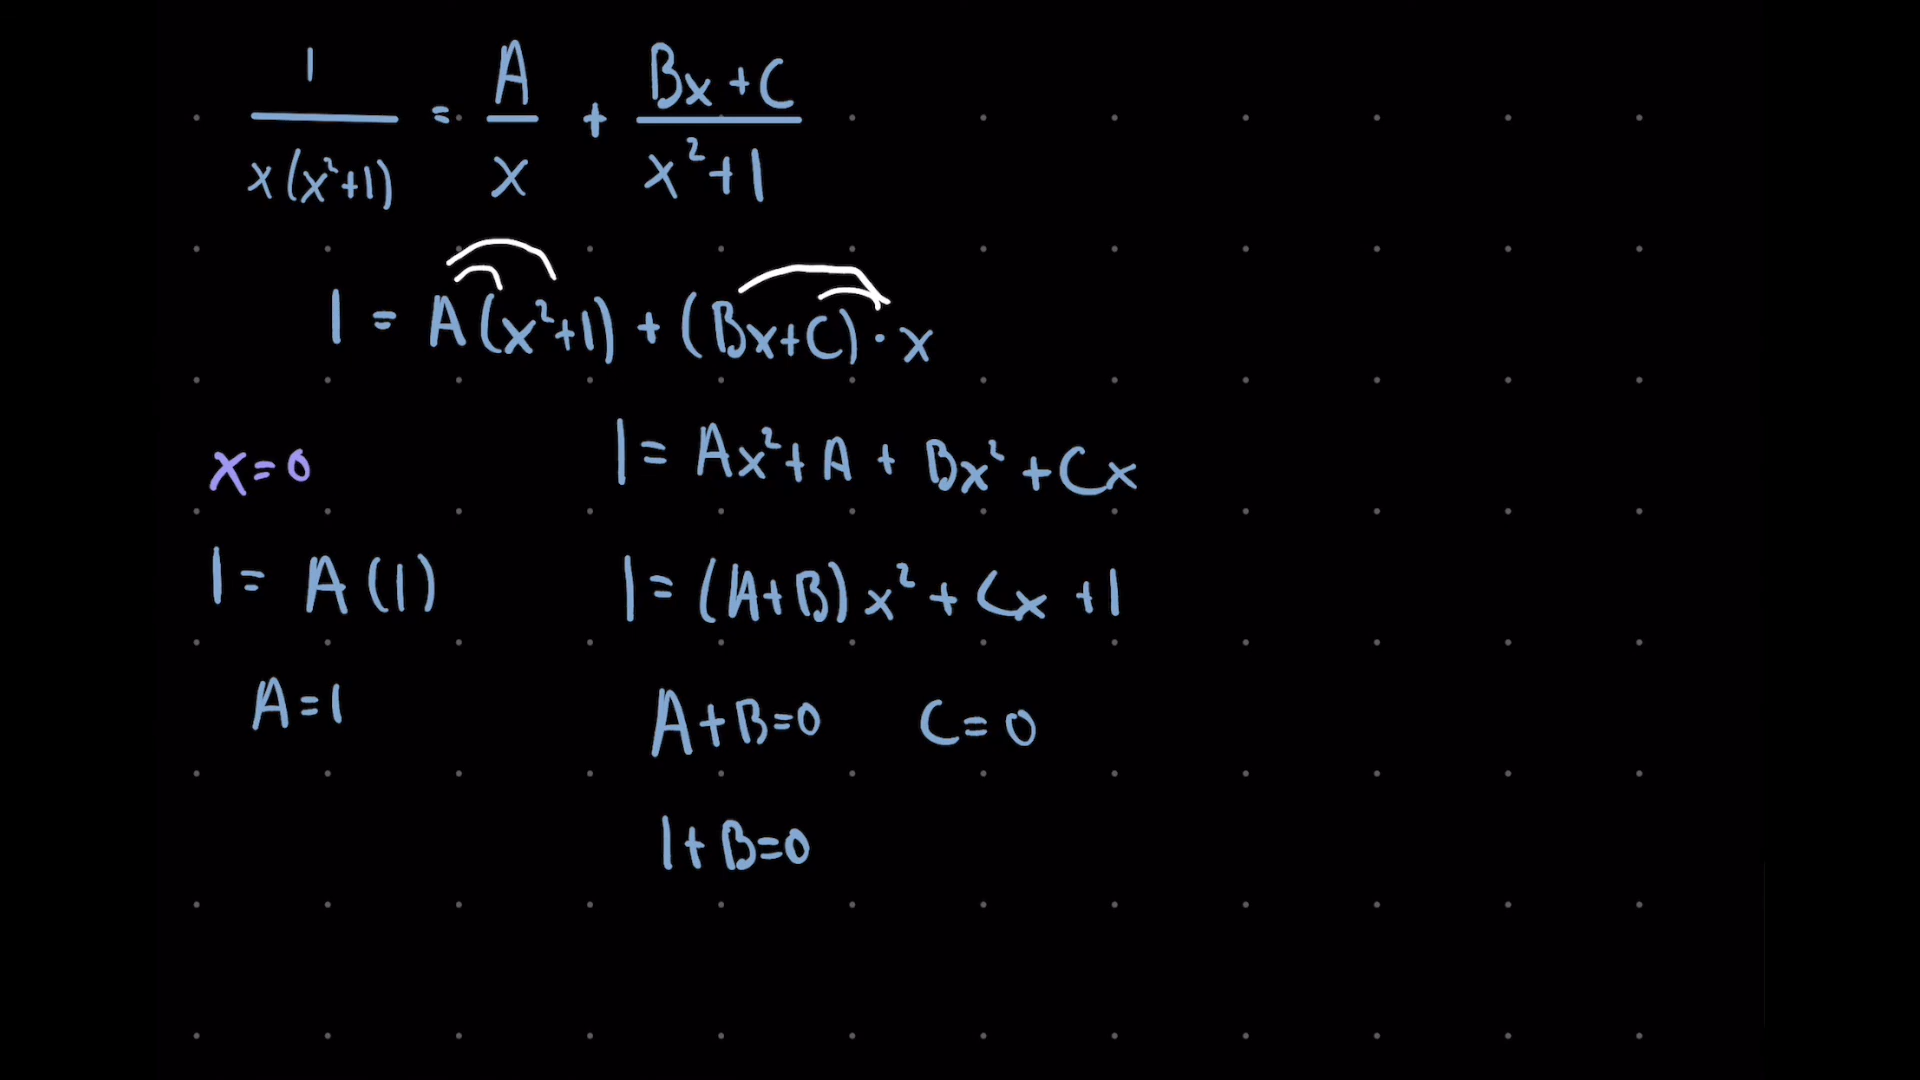 1/(x(x²+1)) = A/x + (Bx+C)/(x²+1)
1 = A(x²+1) + (Bx+C)·x
x=0
1 = Ax²+A + Bx²+Cx
1 = A(1)
1 = (A+B)x² + Cx +1
A=1
A+B=0 C=0
1+B=0